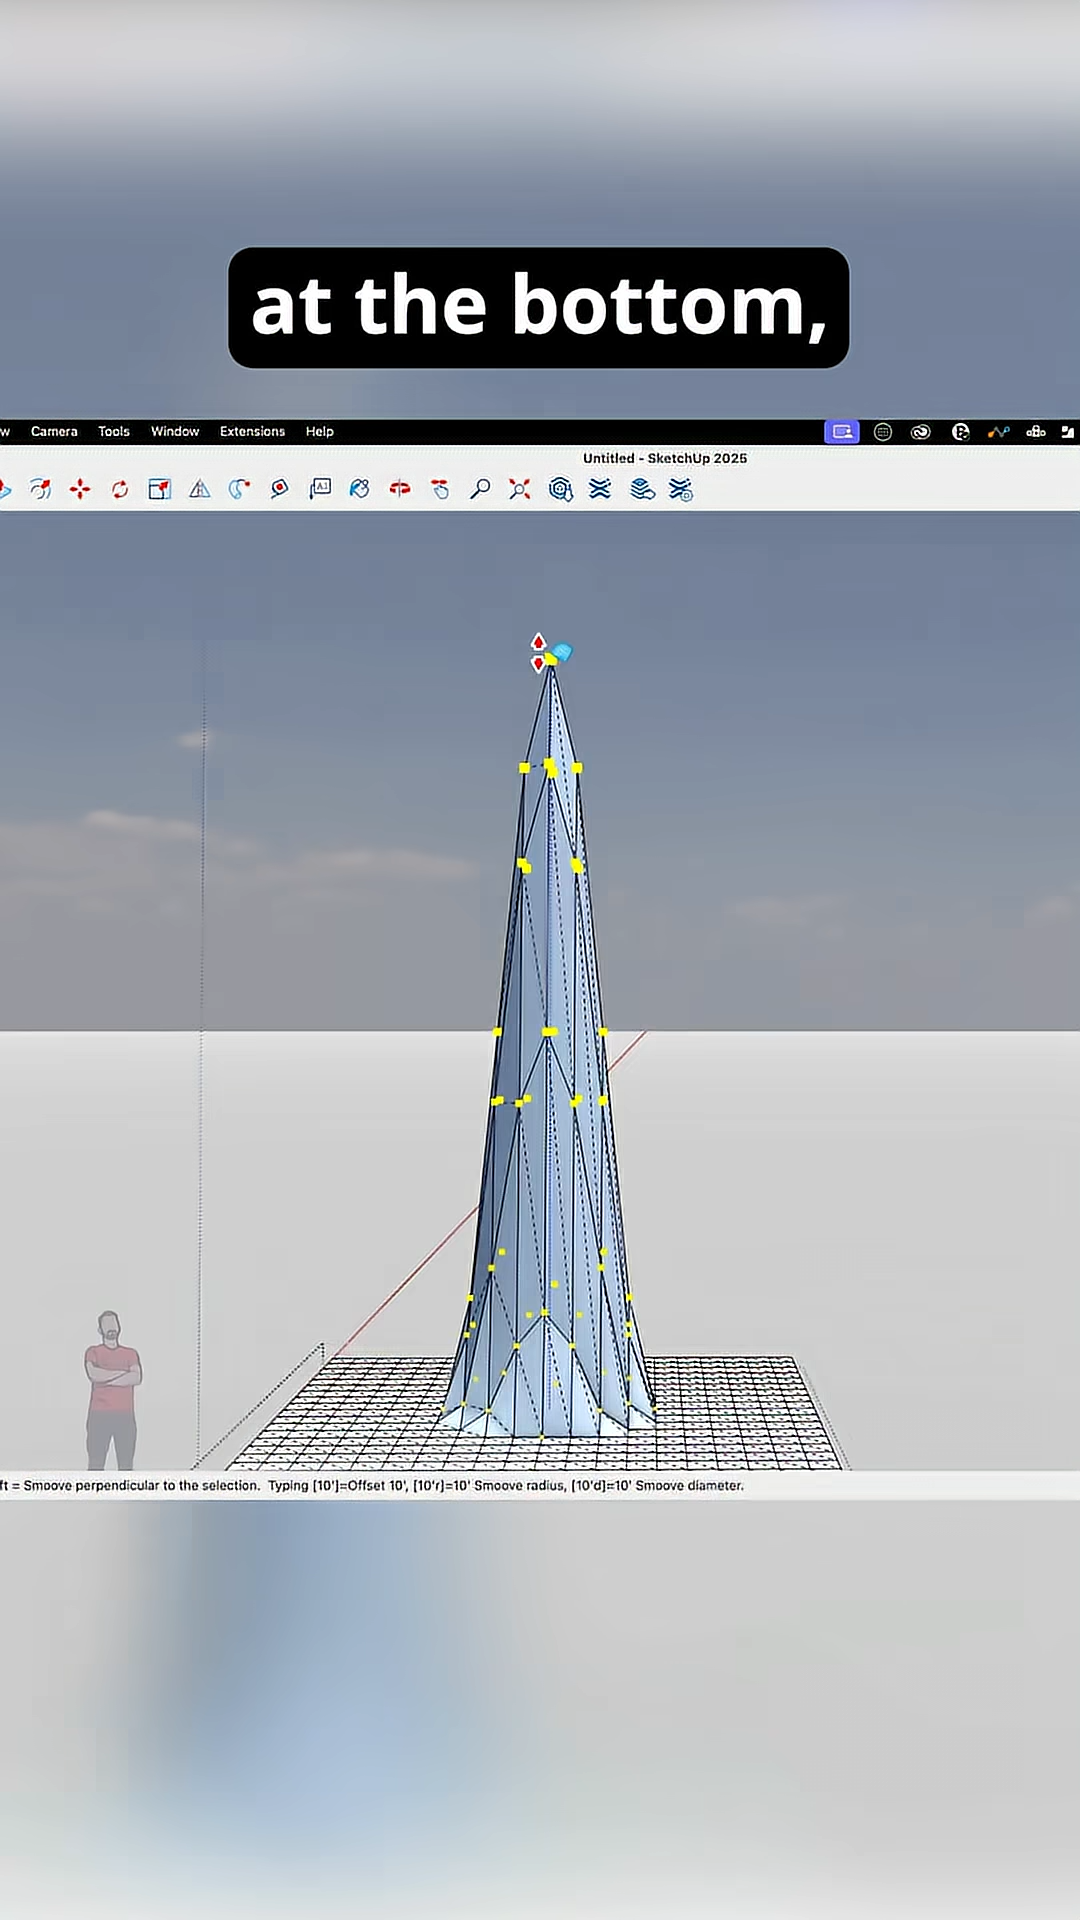 at the bottom,
w Camera Tools Window Extensions Help
Untitled - SketchUp 2025
A1
ft = Smoove perpendicular to the selection. Typing [10']=Offset 10', [10'r]=10' Smoove radius, [10'd]=10' Smoove diameter.